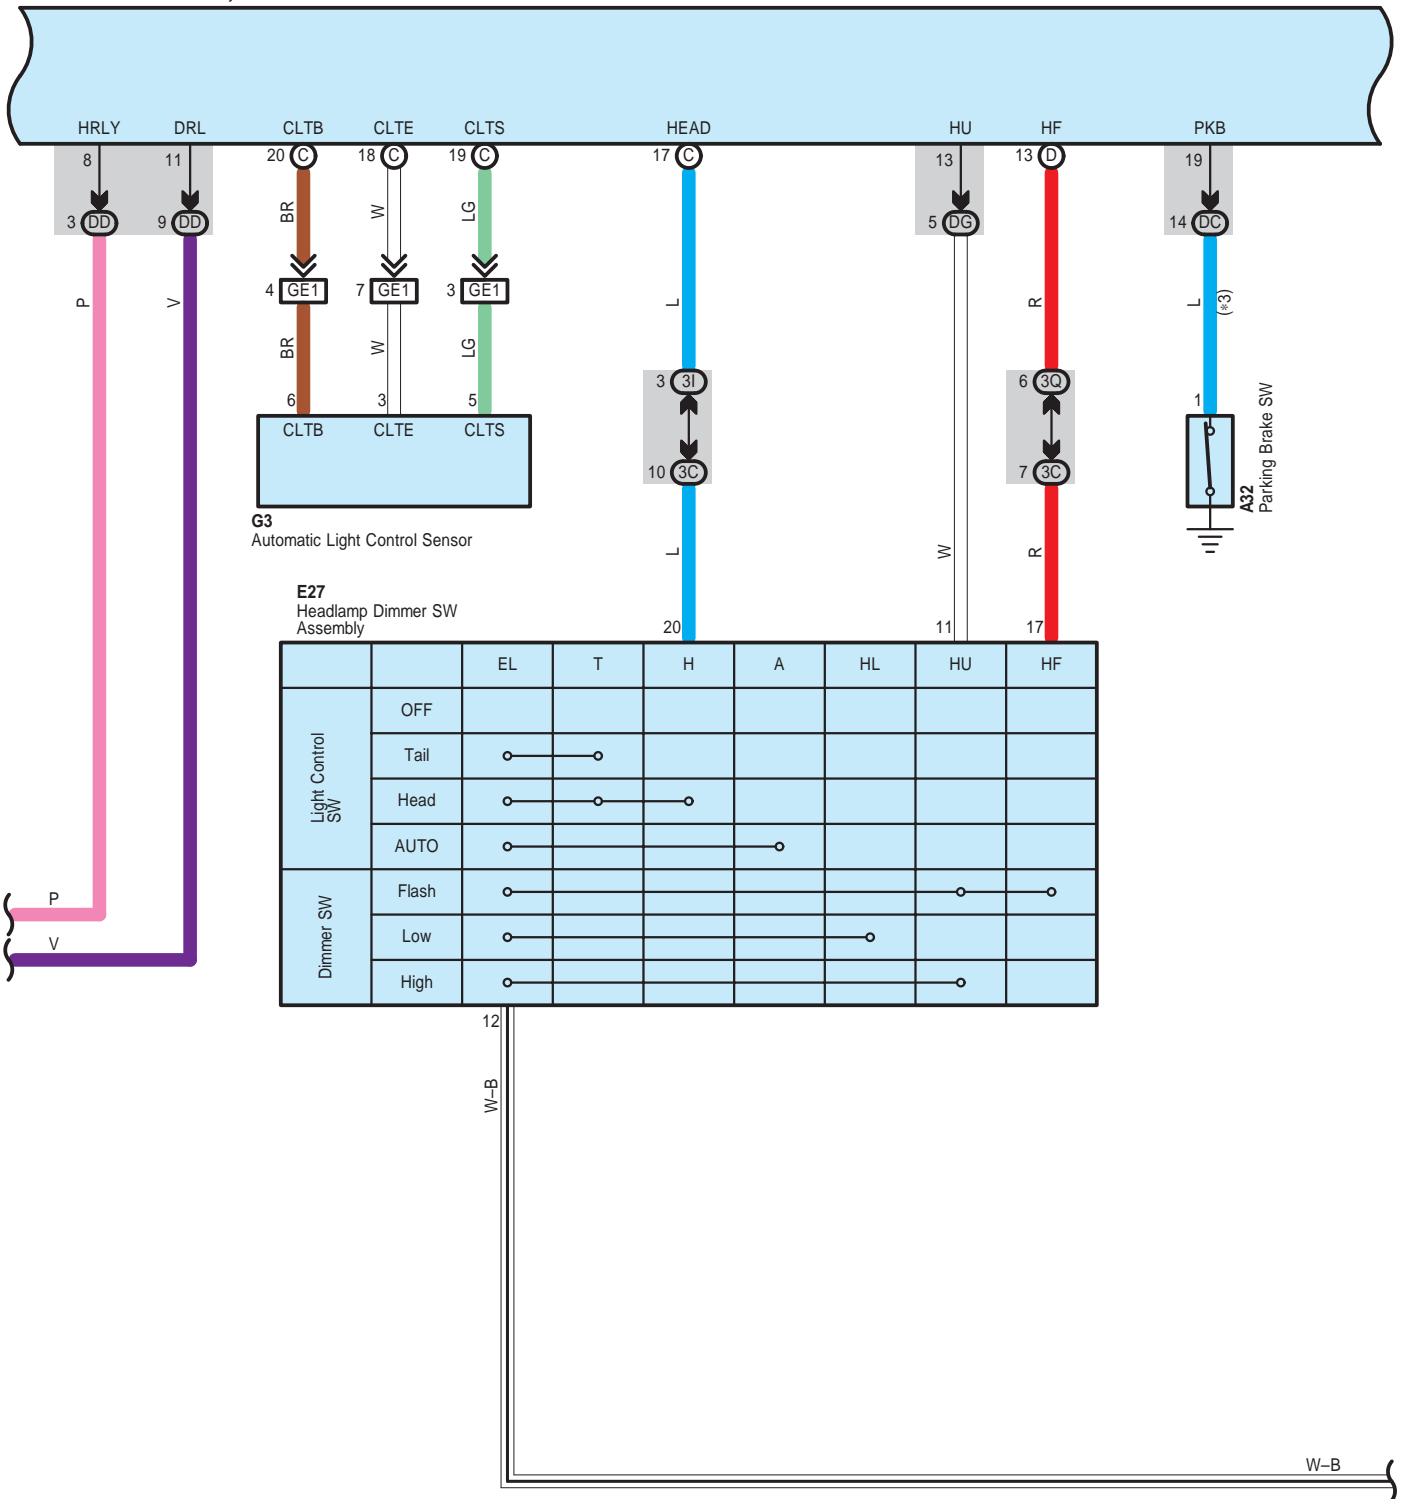 HRLY DRL CLTB CLTE CLTS HEAD HU HF PKB
8 11 20 C 18 C 19 C 17 C 13 13 D 19
3 DD 9 DD 5 DG 14 DC
BR W LG
P V L R L (*3)
4 GE1 7 GE1 3 GE1
BR W LG
3 3I 6 3Q
6 3 5 1
CLTB CLTE CLTS
A32
Parking Brake SW
10 3C 7 3C
G3
Automatic Light Control Sensor
L W R
E27
Headlamp Dimmer SW
Assembly
20 11 17
EL T H A HL HU HF
Light Control
SW
OFF
Tail
Head
AUTO
Dimmer SW
Flash
Low
High
P
V
12
W–B
W–B